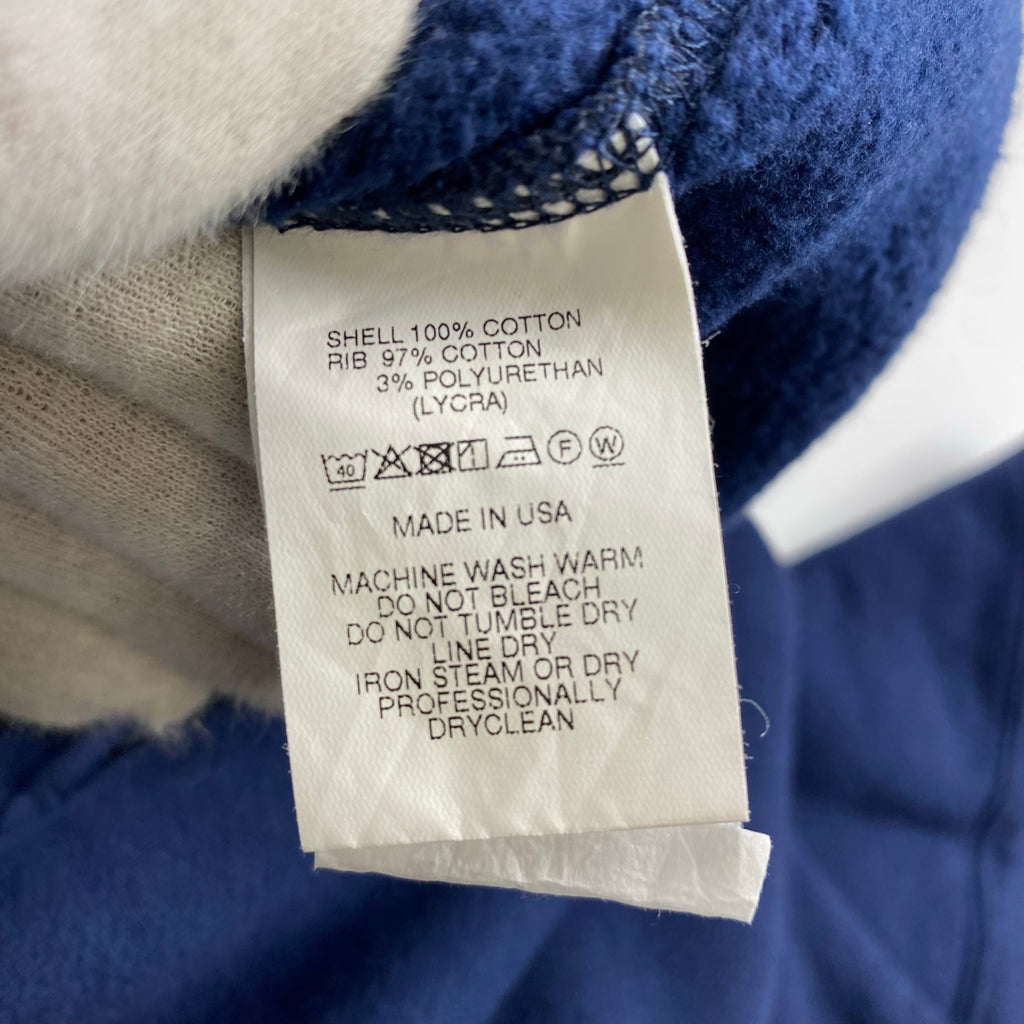 SHELL 100% COTTON
RIB 97% COTTON
3% POLYURETHAN
(LYCRA)
40 F W
MADE IN USA
MACHINE WASH WARM
DO NOT BLEACH
DO NOT TUMBLE DRY
LINE DRY
IRON STEAM OR DRY
PROFESSIONALLY
DRYCLEAN